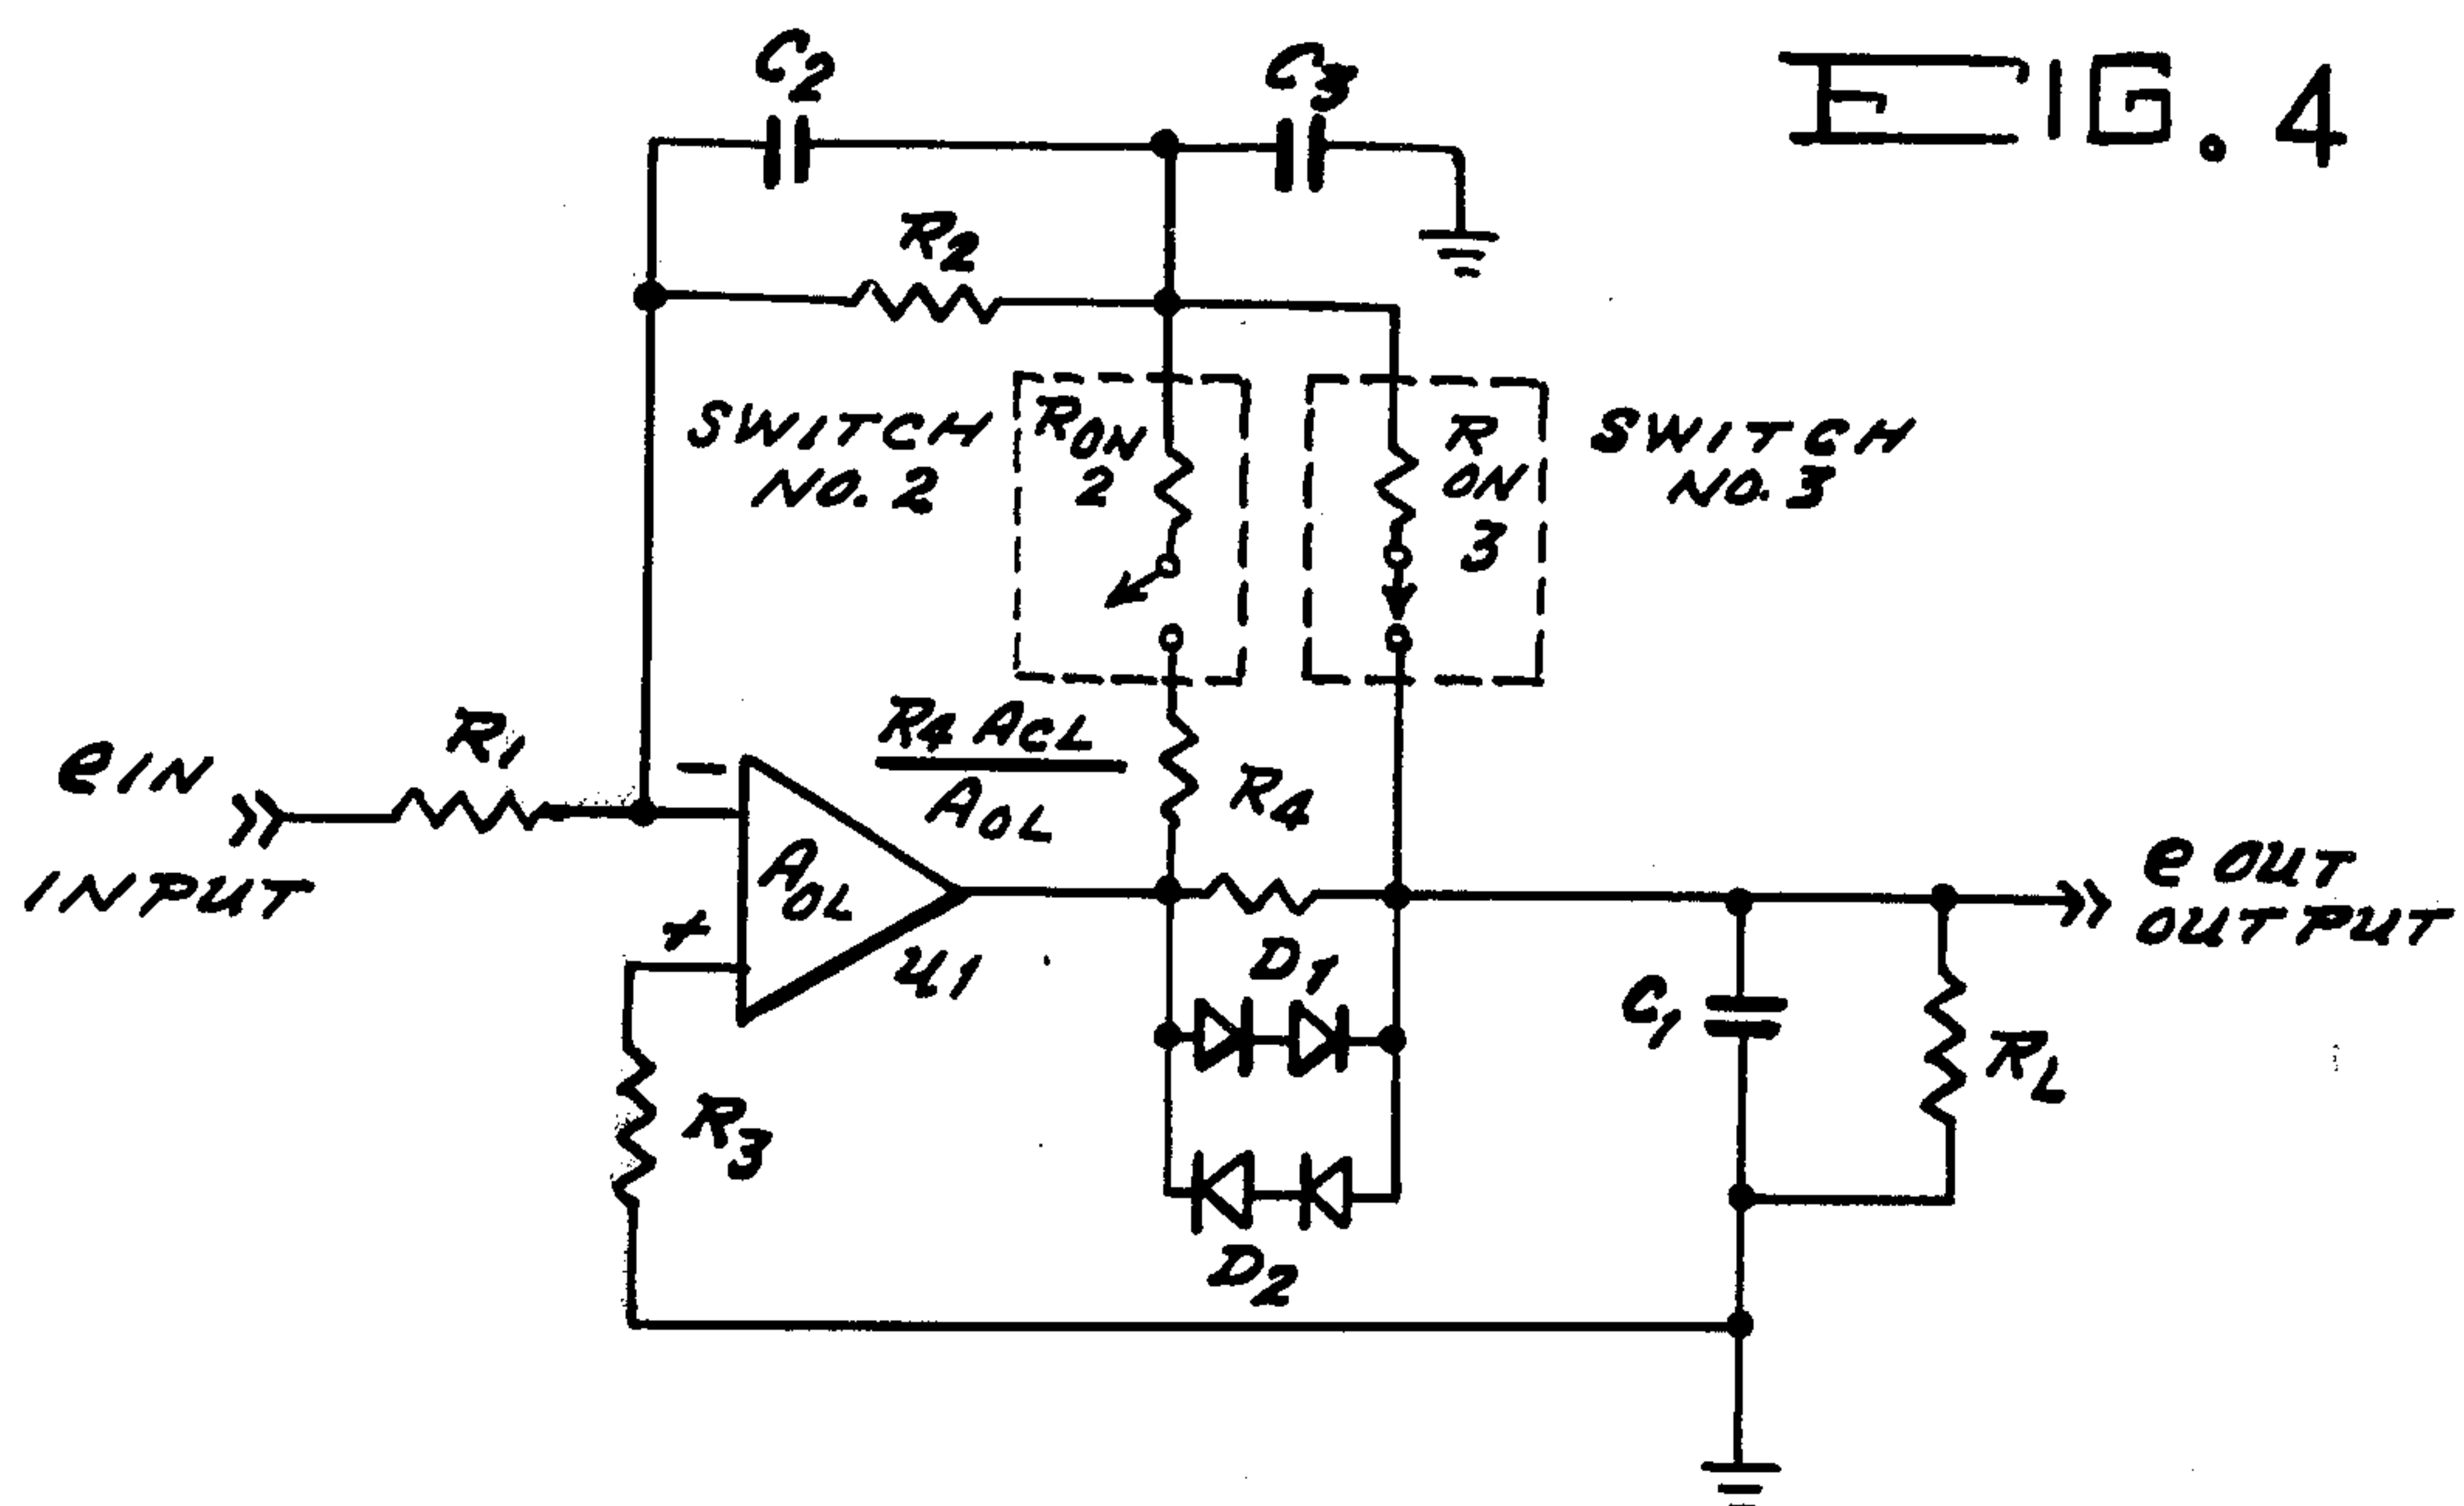 FIG. 4
C2
C3
R2
SWITCH
NO. 2
RON
2
R
ON
3
SWITCH
NO. 3
eIN
INPUT
R1
−
AOL
+
U1
R4 ACL
AOL
R4
e OUT
OUTPUT
D1
D2
C1
RL
R3